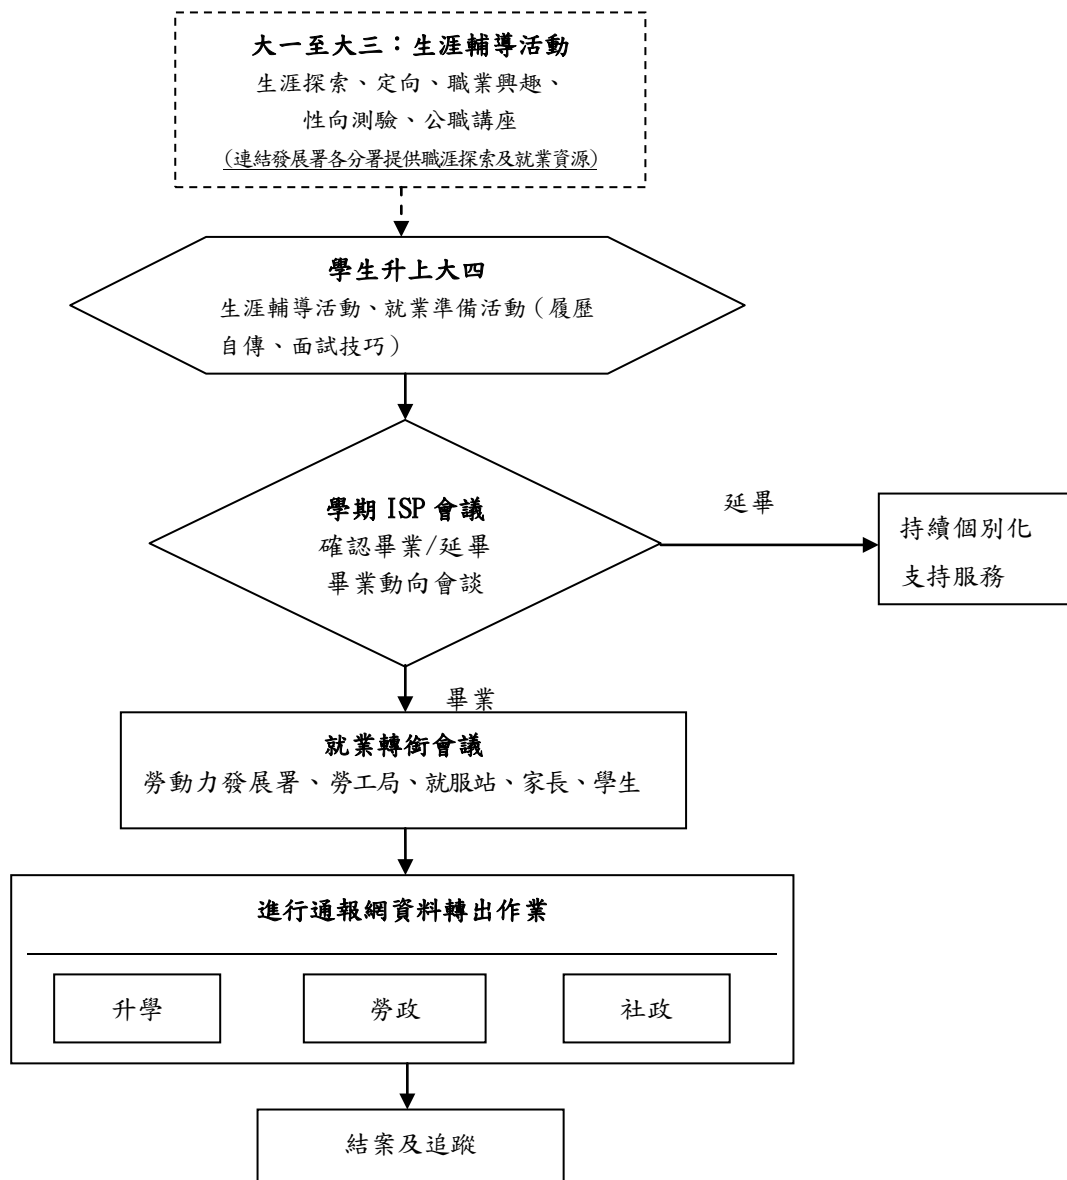 大一至大三：生涯輔導活動
生涯探索、定向、職業興趣、
性向測驗、公職講座
(連結發展署各分署提供職涯探索及就業資源)
學生升上大四
生涯輔導活動、就業準備活動（履歷
自傳、面試技巧）
學期 ISP 會議
確認畢業/延畢
畢業動向會談
延畢
持續個別化
支持服務
畢業
就業轉銜會議
勞動力發展署、勞工局、就服站、家長、學生
進行通報網資料轉出作業
升學
勞政
社政
結案及追蹤